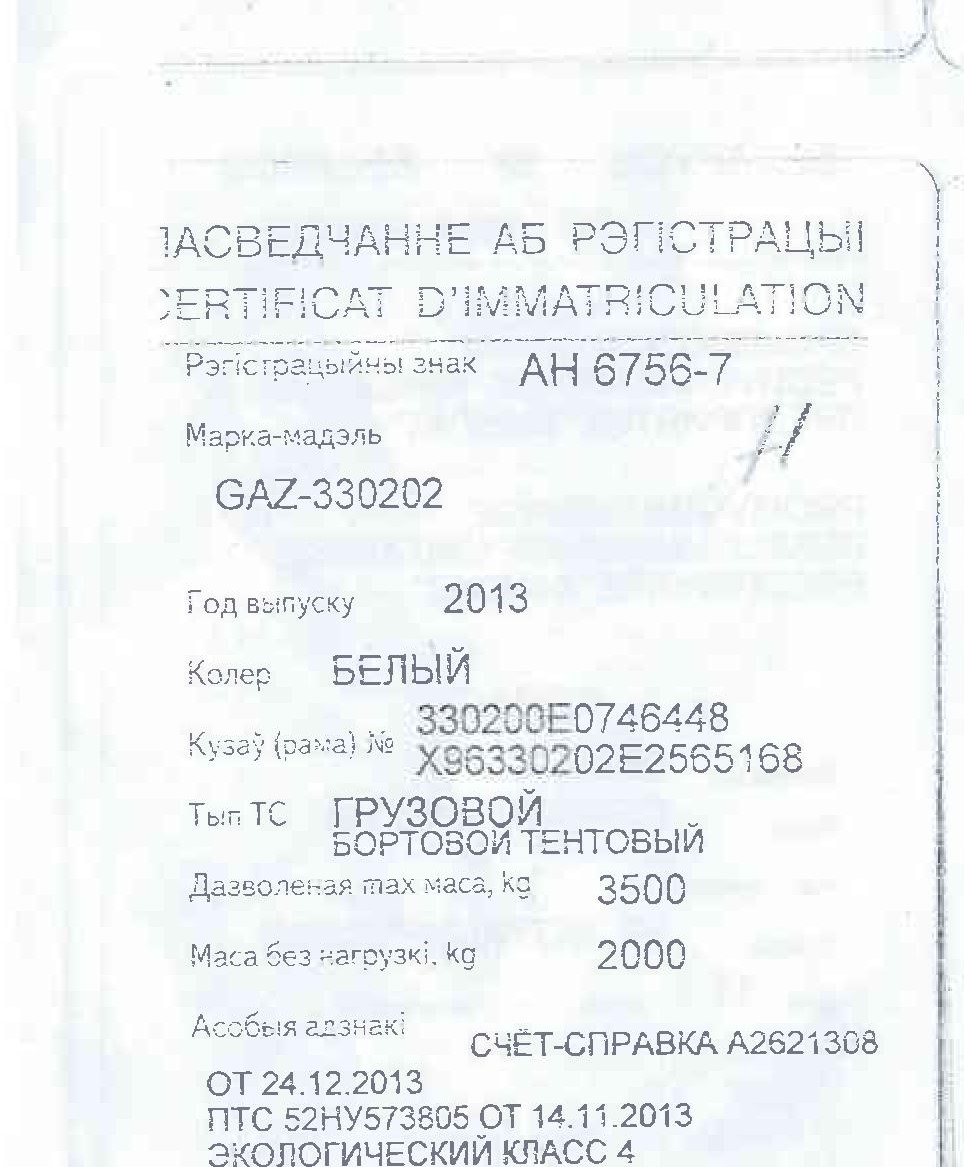 ПАСВЕДЧАННЕ АБ РЭГІСТРАЦЫІ
CERTIFICAT D'IMMATRICULATION
Рэгістрацыйны знак АН 6756-7
Марка-мадэль
GAZ-330202
Год выпуску 2013
Колер БЕЛЫЙ
330200E0746448
Кузаў (рама) № X96330202E2565168
Тып ТС ГРУЗОВОЙ
БОРТОВОЙ ТЕНТОВЫЙ
Дазволеная max маса, kg 3500
Маса без нагрузкі, kg 2000
Асобыя адзнакі СЧЁТ-СПРАВКА А2621308
ОТ 24.12.2013
ПТС 52НУ573805 ОТ 14.11.2013
ЭКОЛОГИЧЕСКИЙ КЛАСС 4